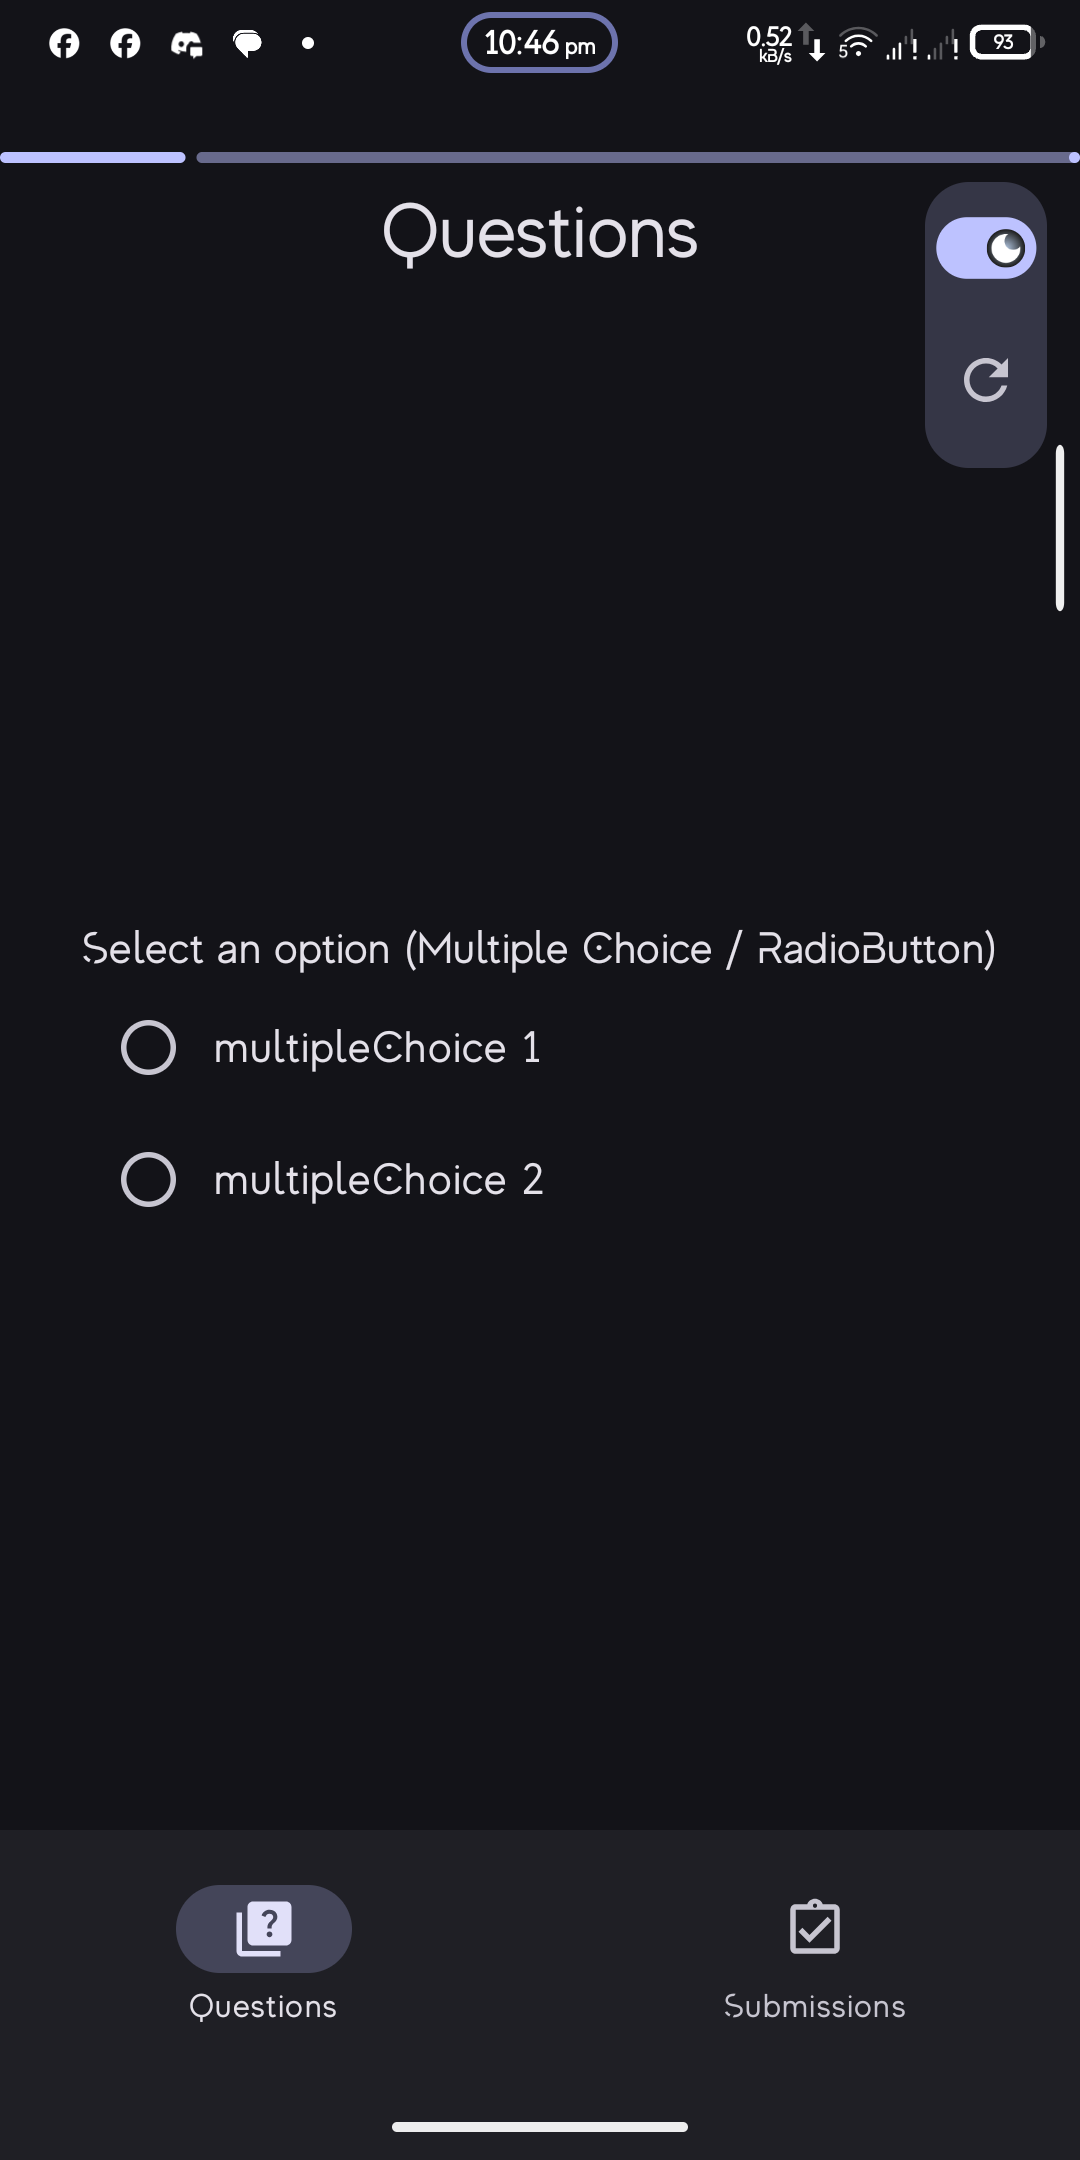 10:46 pm
0.52
kB/s
5
93
Questions
Select an option (Multiple Choice / RadioButton)
multipleChoice 1
multipleChoice 2
?
Questions
Submissions